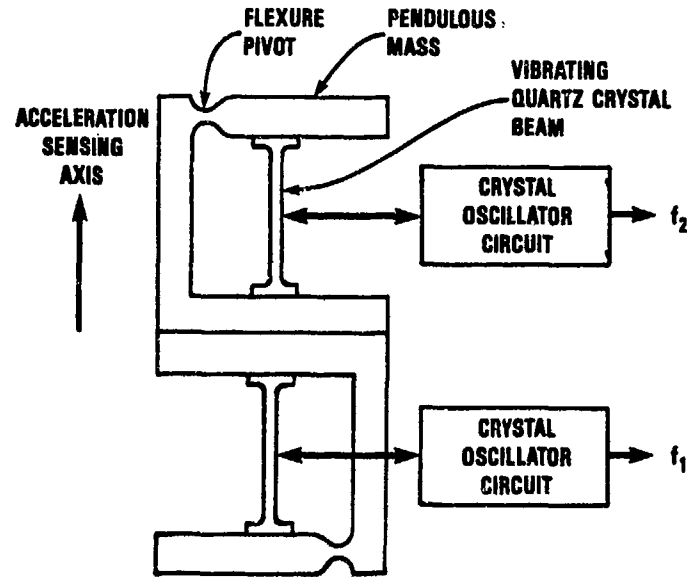 FLEXURE
PIVOT
PENDULOUS
MASS
VIBRATING
QUARTZ CRYSTAL
BEAM
ACCELERATION
SENSING
AXIS
CRYSTAL
OSCILLATOR
CIRCUIT
f2
CRYSTAL
OSCILLATOR
CIRCUIT
f1